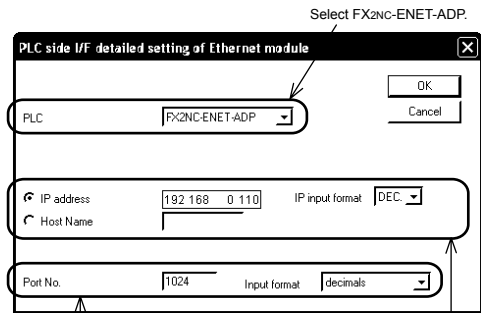 Select FX2NC-ENET-ADP.
PLC side I/F detailed setting of Ethernet module
OK
PLC FX2NC-ENET-ADP Cancel
IP address 192 168 0 110 IP input format DEC.
Host Name
Port No. 1024 Input format decimals